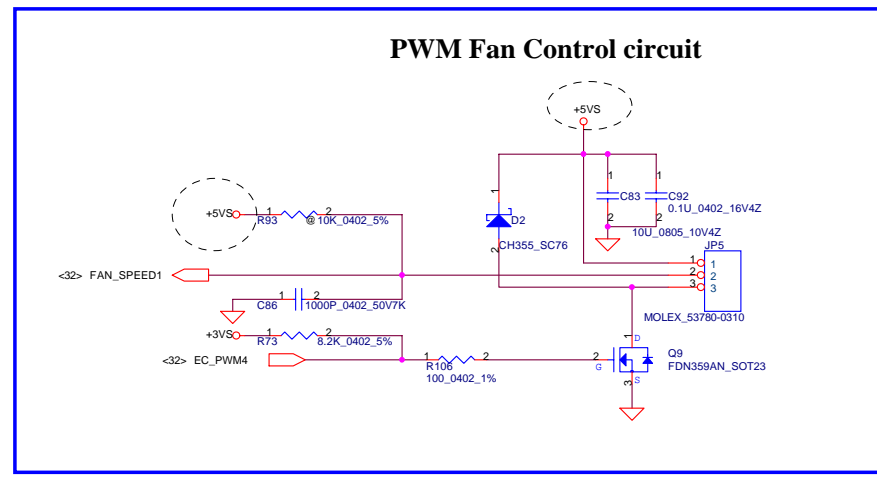 PWM Fan Control circuit
+5VS
1
1
1
C83
C92
0.1U_0402_16V4Z
2
2
10U_0805_10V4Z
D2
CH355_SC76
2
+5VS
1
2
R93
@10K_0402_5%
JP5
1
1
2
2
3
3
MOLEX_53780-0310
<32> FAN_SPEED1
1
2
C86
1000P_0402_50V7K
+3VS
1
2
R73
8.2K_0402_5%
<32> EC_PWM4
1
2
R106
100_0402_1%
1
D
2
G
3
S
Q9
FDN359AN_SOT23